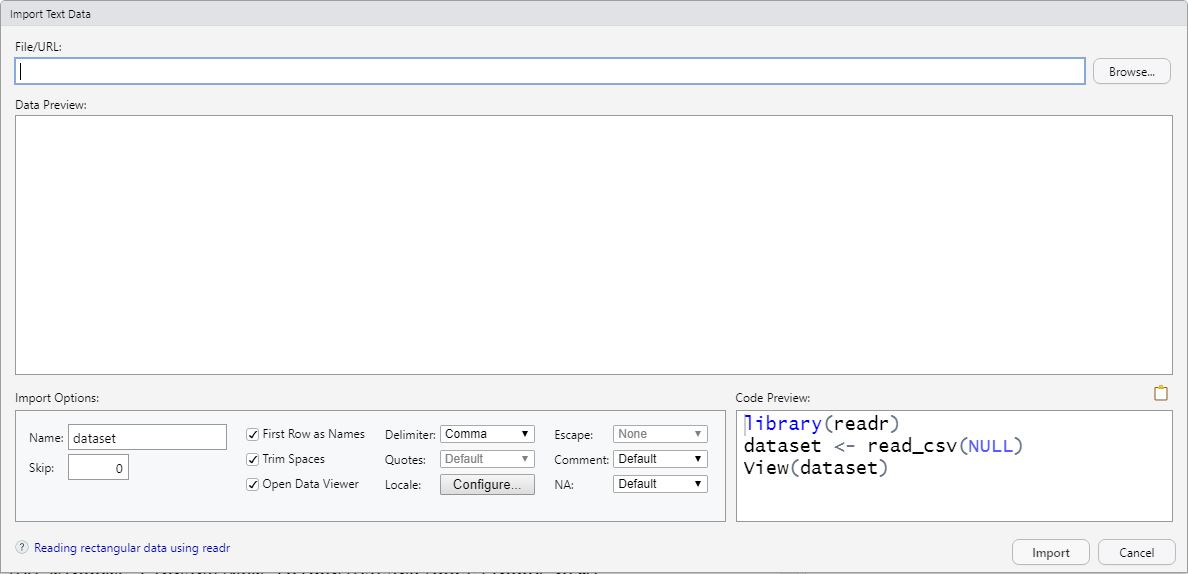 Import Text Data
File/URL:
Browse...
Data Preview:
Import Options:
Name: dataset
Skip: 0
First Row as Names
Trim Spaces
Open Data Viewer
Delimiter: Comma
Quotes: Default
Locale: Configure...
Escape: None
Comment: Default
NA: Default
Code Preview:
library(readr)
dataset <- read_csv(NULL)
View(dataset)
? Reading rectangular data using readr
Import
Cancel